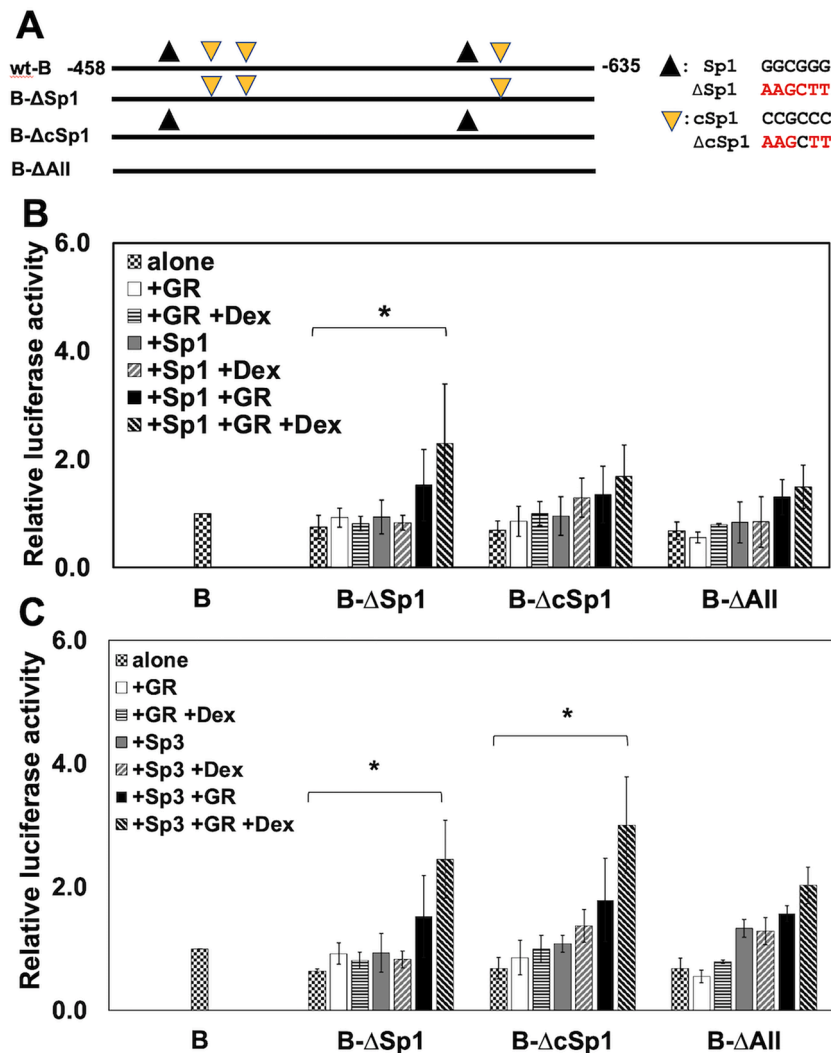 A
wt-B -458 -635 : Sp1 GGCGGG
B-ΔSp1 ΔSp1 AAGCTT
:cSp1 CCGCCC
B-ΔcSp1 ΔcSp1 AAGCTT
B-ΔAll
B
Relative luciferase activity
6.0
4.0
2.0
0.0
alone
+GR
+GR +Dex
+Sp1
+Sp1 +Dex
+Sp1 +GR
+Sp1 +GR +Dex
*
B B-ΔSp1 B-ΔcSp1 B-ΔAll
C
Relative luciferase activity
6.0
4.0
2.0
0.0
alone
+GR
+GR +Dex
+Sp3
+Sp3 +Dex
+Sp3 +GR
+Sp3 +GR +Dex
*
*
B B-ΔSp1 B-ΔcSp1 B-ΔAll